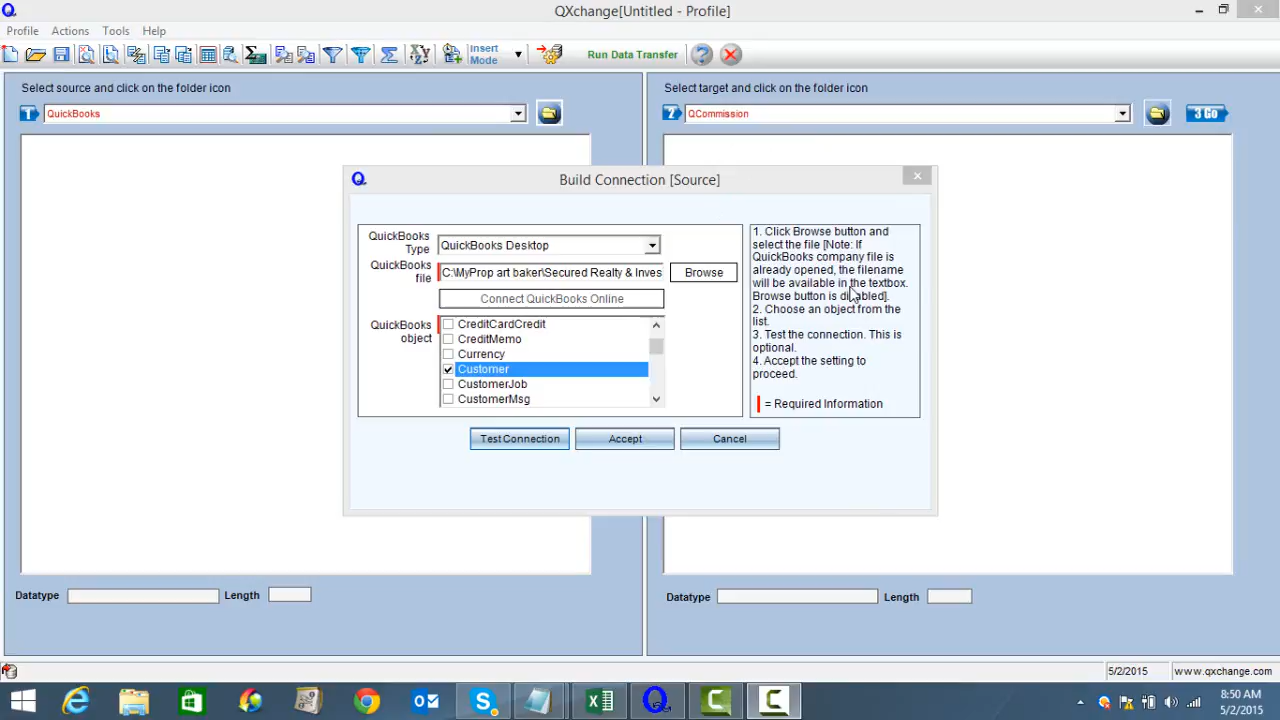 QXchange[Untitled - Profile]
Profile Actions Tools Help
Insert
Mode
Run Data Transfer
Select source and click on the folder icon
1 QuickBooks
Select target and click on the folder icon
2 QCommission
3 Go
Build Connection [Source]
QuickBooks
Type
QuickBooks Desktop
QuickBooks
file
C:\MyProp art baker\Secured Realty & Inves
Browse
Connect QuickBooks Online
QuickBooks
object
CreditCardCredit
CreditMemo
Currency
Customer
CustomerJob
CustomerMsg
1. Click Browse button and
select the file [Note: If
QuickBooks company file is
already opened, the filename
will be available in the textbox.
Browse button is disabled].
2. Choose an object from the
list.
3. Test the connection. This is
optional.
4. Accept the setting to
proceed.
= Required Information
Test Connection
Accept
Cancel
Datatype
Length
Datatype
Length
5/2/2015
www.qxchange.com
8:50 AM
5/2/2015